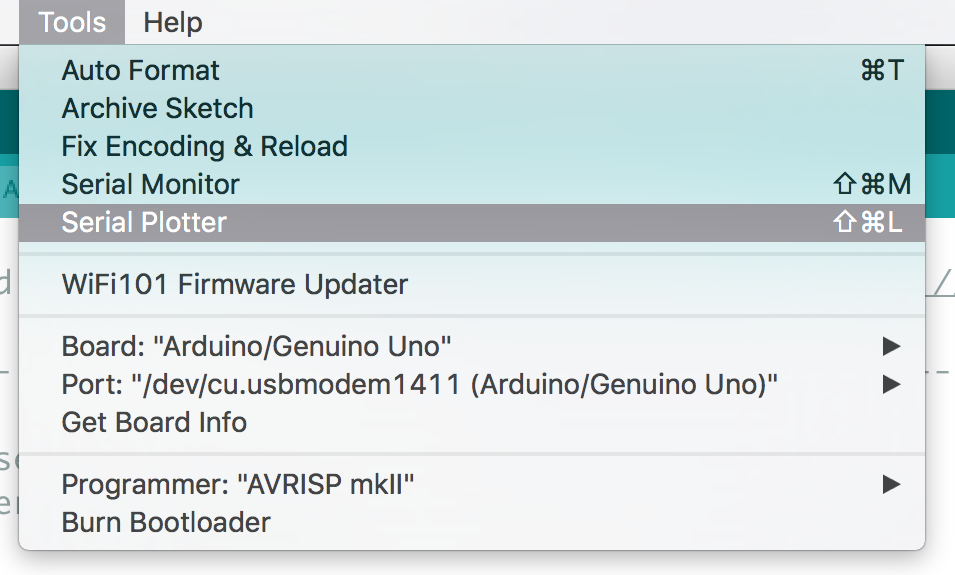 Tools Help
Auto Format ⌘T
Archive Sketch
Fix Encoding & Reload
Serial Monitor ⇧⌘M
Serial Plotter ⇧⌘L
WiFi101 Firmware Updater
Board: "Arduino/Genuino Uno" ▶
Port: "/dev/cu.usbmodem1411 (Arduino/Genuino Uno)" ▶
Get Board Info
Programmer: "AVRISP mkII" ▶
Burn Bootloader